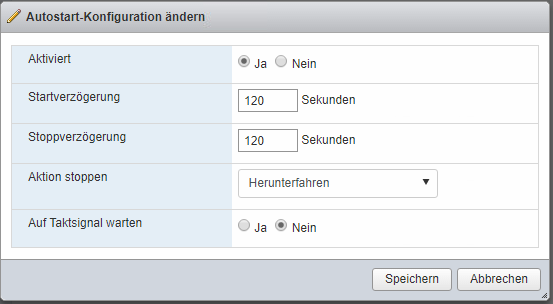 Autostart-Konfiguration ändern
Aktiviert Ja Nein
Startverzögerung 120 Sekunden
Stoppverzögerung 120 Sekunden
Aktion stoppen Herunterfahren
Auf Taktsignal warten Ja Nein
Speichern Abbrechen